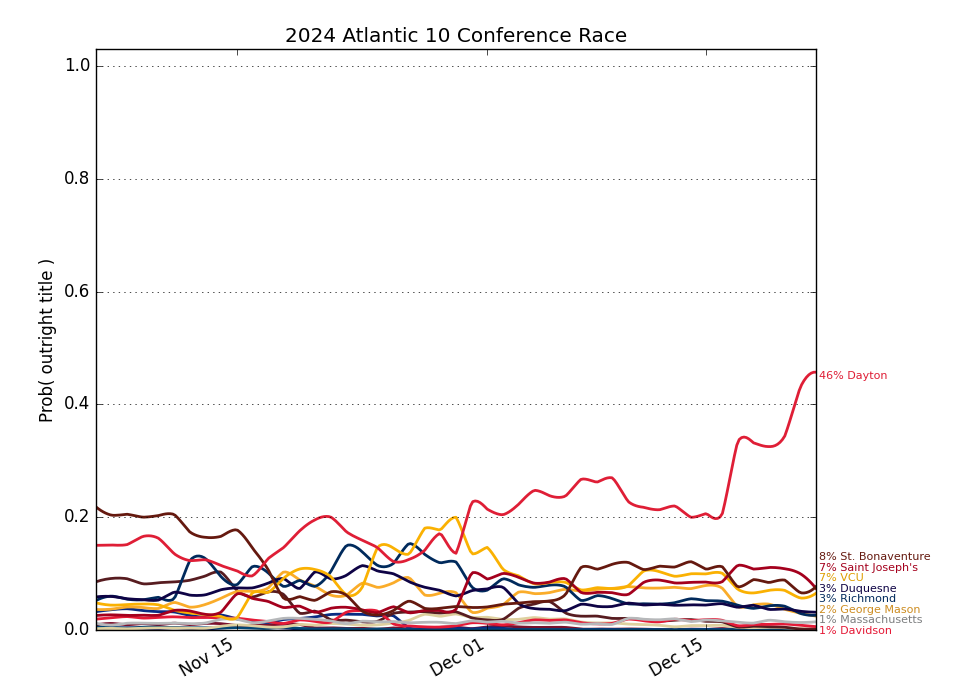 2024 Atlantic 10 Conference Race
Prob( outright title )
1.0
0.8
0.6
0.4
0.2
0.0
Nov 15
Dec 01
Dec 15
46% Dayton
8% St. Bonaventure
7% Saint Joseph's
7% VCU
3% Duquesne
3% Richmond
2% George Mason
1% Massachusetts
1% Davidson